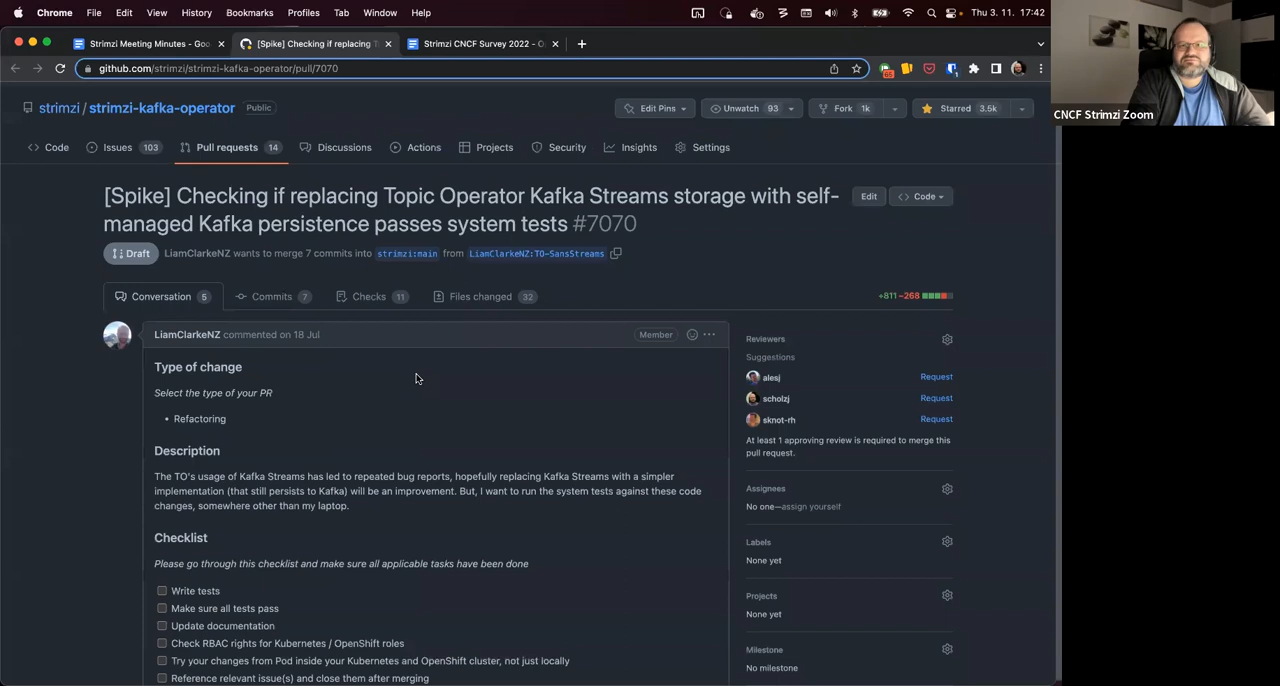 Chrome File Edit View History Bookmarks Profiles Tab Window Help Thu 3. 11. 17:42
Strimzi Meeting Minutes - Goo [Spike] Checking if replacing T Strimzi CNCF Survey 2022 - O
github.com/strimzi/strimzi-kafka-operator/pull/7070
CNCF Strimzi Zoom
strimzi / strimzi-kafka-operator Public Edit Pins Unwatch 93 Fork 1k Starred 3.5k
Code Issues 103 Pull requests 14 Discussions Actions Projects Security Insights Settings
[Spike] Checking if replacing Topic Operator Kafka Streams storage with self-
managed Kafka persistence passes system tests #7070
Edit Code
Draft LiamClarkeNZ wants to merge 7 commits into strimzi:main from LiamClarkeNZ:TO-SansStreams
Conversation 5 Commits 7 Checks 11 Files changed 32 +811 −268
LiamClarkeNZ commented on 18 Jul Member
Type of change
Select the type of your PR
• Refactoring
Description
The TO's usage of Kafka Streams has led to repeated bug reports, hopefully replacing Kafka Streams with a simpler
implementation (that still persists to Kafka) will be an improvement. But, I want to run the system tests against these code
changes, somewhere other than my laptop.
Checklist
Please go through this checklist and make sure all applicable tasks have been done
Write tests
Make sure all tests pass
Update documentation
Check RBAC rights for Kubernetes / OpenShift roles
Try your changes from Pod inside your Kubernetes and OpenShift cluster, not just locally
Reference relevant issue(s) and close them after merging
Reviewers
Suggestions
alesj Request
scholzj Request
sknot-rh Request
At least 1 approving review is required to merge this
pull request.
Assignees
No one—assign yourself
Labels
None yet
Projects
None yet
Milestone
No milestone